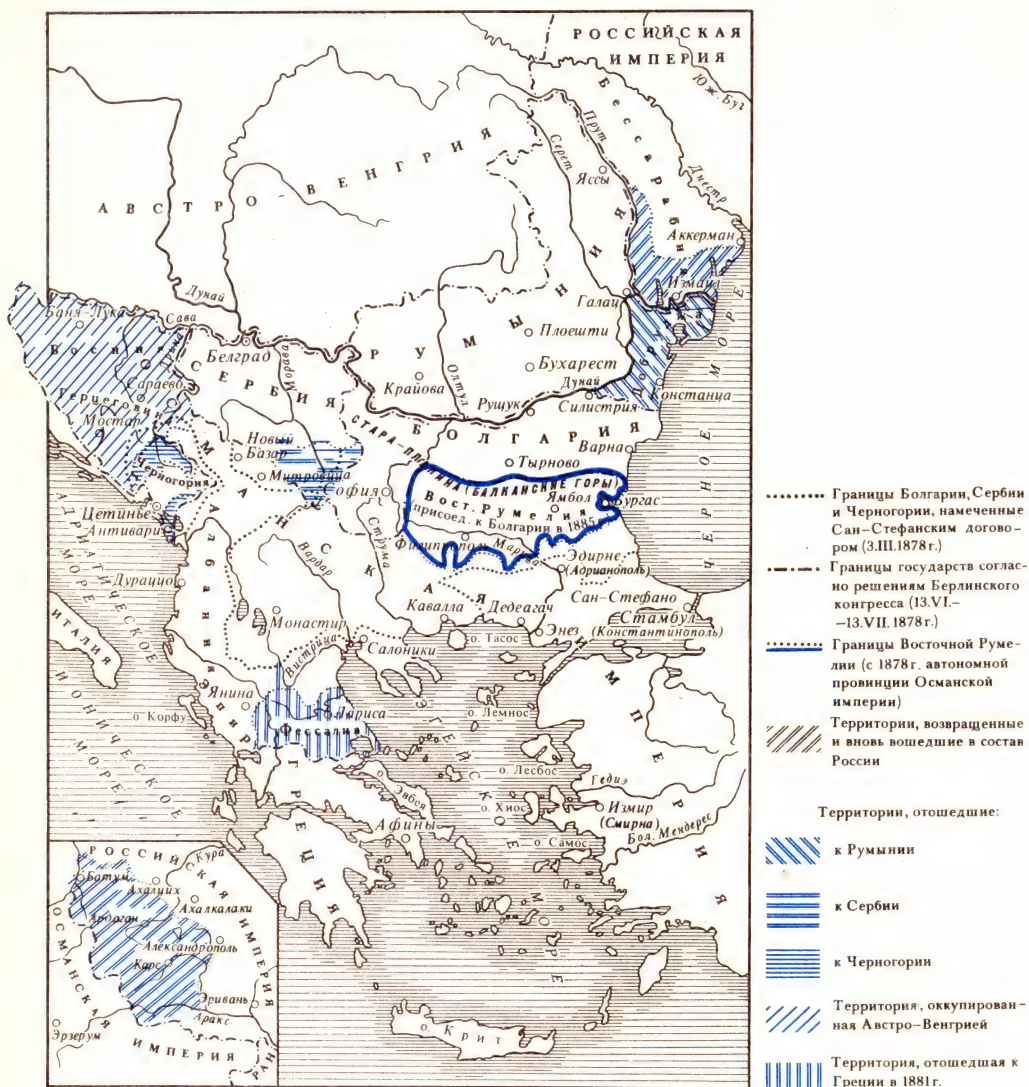 РОССИЙСКАЯ
ИМПЕРИЯ
Юж. Буг
Бессарабия
Прут
Серет
Днестр
Яссы
АВСТРО ВЕНГРИЯ
Аккерман
Измаил
Галац
Дунай
Баня-Лука
Сава
Плоешти
Добруджа
Босния
Дрина
Белград
Морава
РУМЫНИЯ
Бухарест
Сараево
СЕРБИЯ
Крайова
Олтул
Дунай
Констанца
Герцеговина
Рущук
Силистрия
Мостар
Новый
Базар
СТАРА-ПЛАНИНА (БАЛКАНСКИЕ ГОРЫ)
БОЛГАРИЯ
Варна
Черногория
Митровица
Тырново
ЧЕРНОЕ МОРЕ
София
Ямбол
Бургас
Вост. Румелия
присоед. к Болгарии в 1885г.
Цетинье
Антивари
Филиппополь
Марица
АДРИАТИЧЕСКОЕ
МОРЕ
Албания
Вардар
Струма
Эдирне
(Адрианополь)
Дураццо
Сан-Стефано
Кавалла
Дедеагач
Стамбул
(Константинополь)
ИТАЛИЯ
Монастир
о. Тасос
Энез
Вистрица
Салоники
ОСМАНСКАЯ
ИМПЕРИЯ
Янина
Эпир
Лариса
о. Лемнос
о. Корфу
Фессалия
ИОНИЧЕСКОЕ
МОРЕ
ЭГЕЙСКОЕ МОРЕ
о. Лесбос
Гедиз
Эвбея
о. Хиос
Измир
(Смирна)
ГРЕЦИЯ
Афины
Бол. Мендерес
о. Самос
о. Крит
РОССИЙСКАЯ ИМПЕРИЯ
Кура
Батум
Ахалцих
Ахалкалаки
Ардаган
Александрополь
Карс
Эривань
Аракс
Эрзерум
ОСМАНСКАЯ
ИМПЕРИЯ
Границы Болгарии, Сербии
и Черногории, намеченные
Сан-Стефанским догово-
ром (3.III.1878г.)
Границы государств соглас-
но решениям Берлинского
конгресса (13.VI.–
–13.VII.1878г.)
Границы Восточной Руме-
лии (с 1878г. автономной
провинции Османской
империи)
Территории, возвращенные
и вновь вошедшие в состав
России
Территории, отошедшие:
к Румынии
к Сербии
к Черногории
Территория, оккупирован-
ная Австро-Венгрией
Территория, отошедшая к
Греции в 1881г.